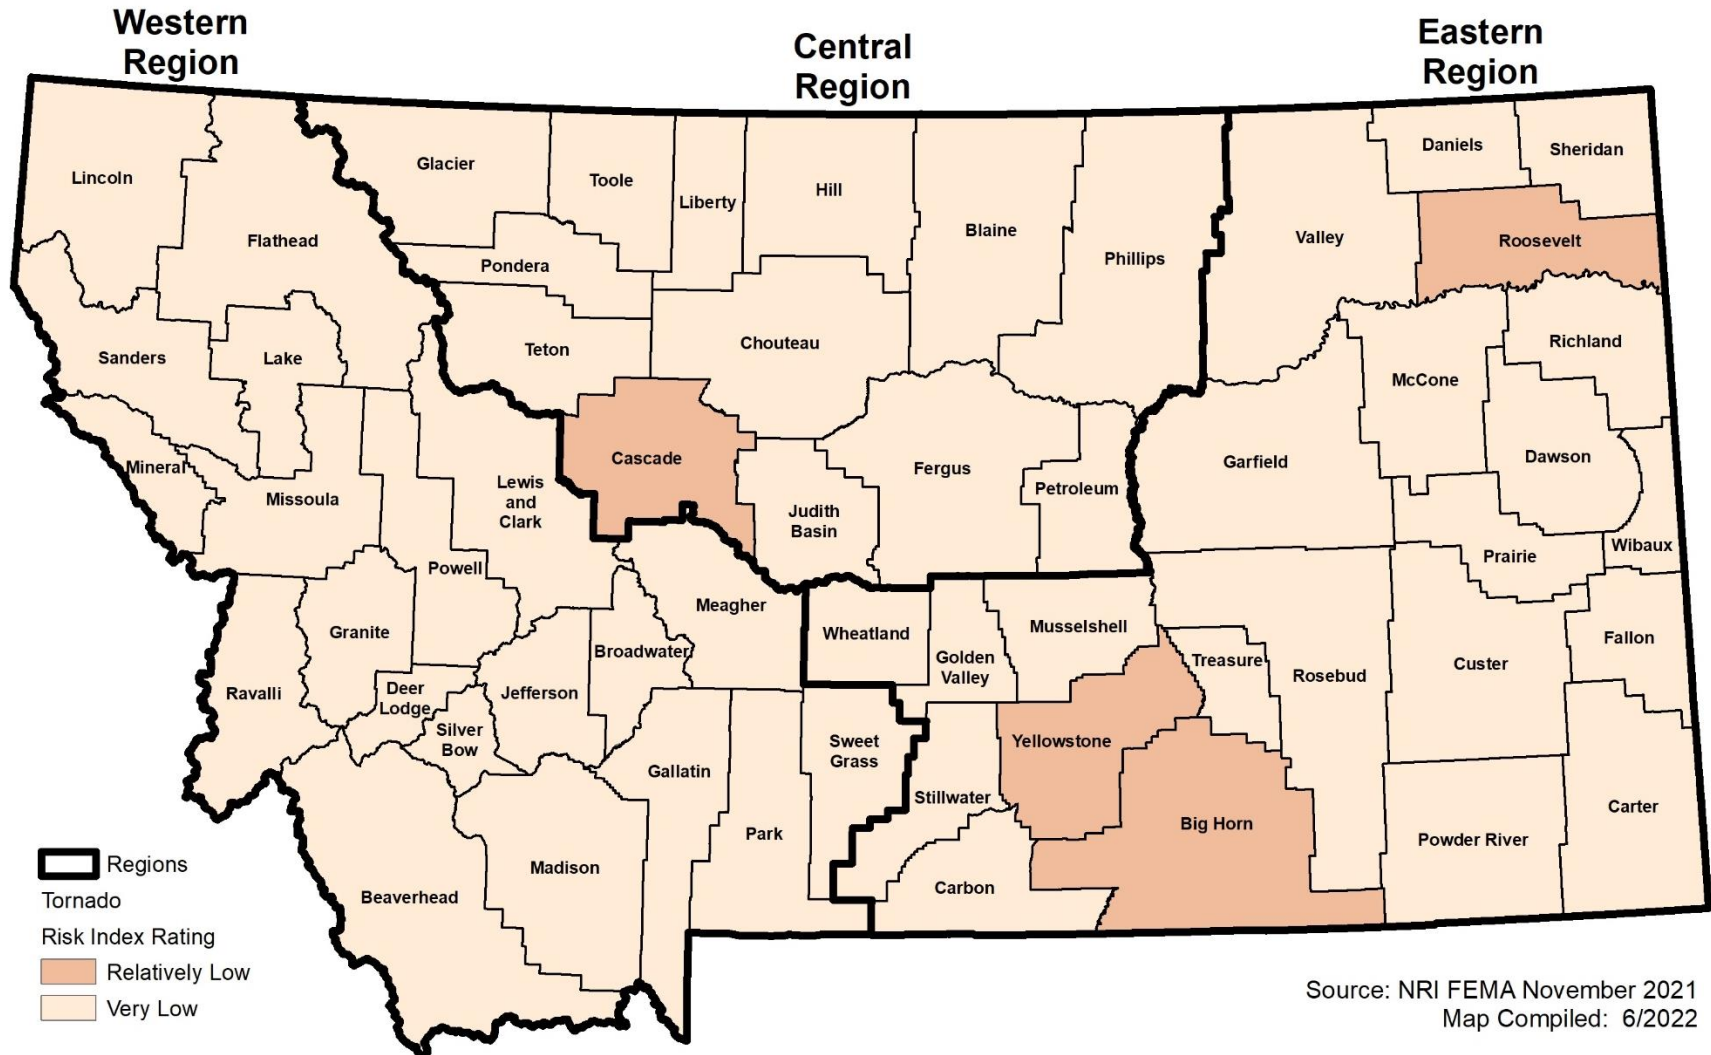 Western
Region
Central
Region
Eastern
Region
Lincoln
Flathead
Glacier
Toole
Liberty
Hill
Blaine
Phillips
Valley
Daniels
Sheridan
Roosevelt
Pondera
Teton
Chouteau
Richland
McCone
Sanders
Lake
Cascade
Fergus
Petroleum
Garfield
Dawson
Mineral
Missoula
Lewis
and
Clark
Judith
Basin
Prairie
Wibaux
Powell
Meagher
Granite
Broadwater
Wheatland
Musselshell
Golden
Valley
Treasure
Rosebud
Custer
Fallon
Ravalli
Deer
Lodge
Jefferson
Silver
Bow
Gallatin
Sweet
Grass
Yellowstone
Stillwater
Big Horn
Carter
Park
Powder River
Madison
Beaverhead
Carbon
Regions
Tornado
Risk Index Rating
Relatively Low
Very Low
Source: NRI FEMA November 2021
Map Compiled: 6/2022